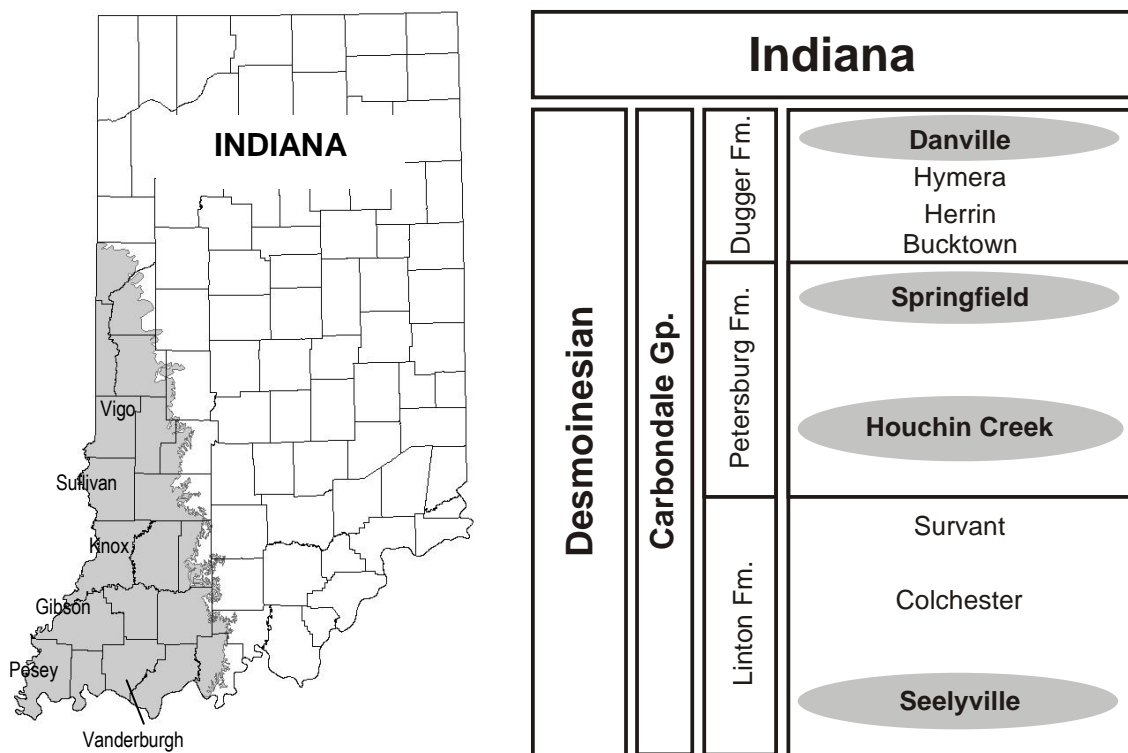 INDIANA
Vigo
Sullivan
Knox
Gibson
Posey
Vanderburgh
Indiana
Desmoinesian
Carbondale Gp.
Dugger Fm.
Danville
Hymera
Herrin
Bucktown
Petersburg Fm.
Springfield
Houchin Creek
Linton Fm.
Survant
Colchester
Seelyville